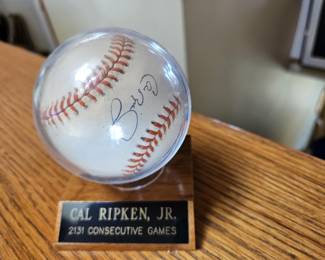 CAL RIPKEN, JR.
2131 CONSECUTIVE GAMES